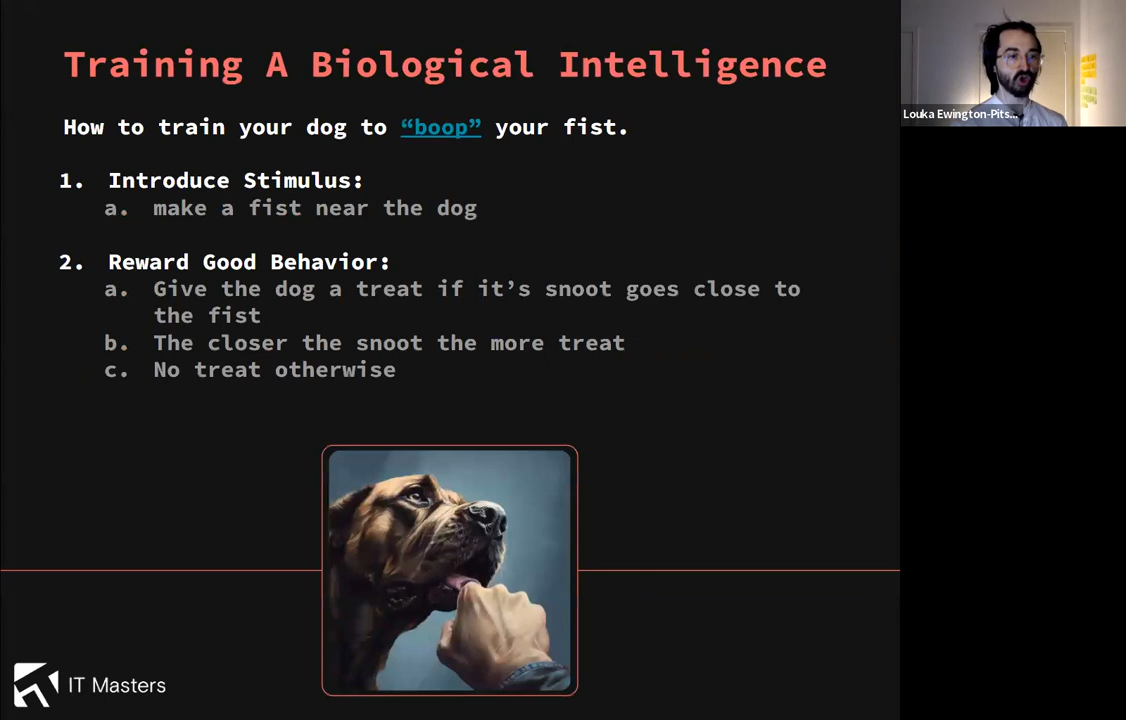 Training A Biological Intelligence
How to train your dog to “boop” your fist.
1. Introduce Stimulus:
a. make a fist near the dog
2. Reward Good Behavior:
a. Give the dog a treat if it’s snoot goes close to
the fist
b. The closer the snoot the more treat
c. No treat otherwise
IT Masters
Louka Ewington-Pits...